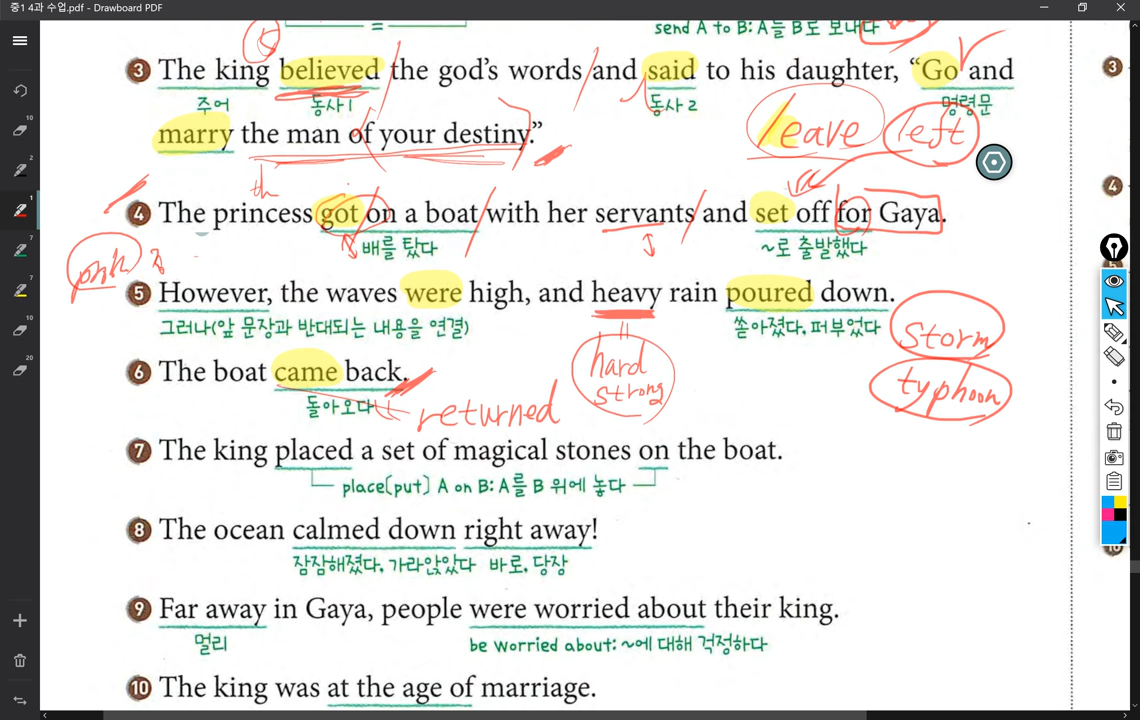 중1 4과 수업.pdf - Drawboard PDF
send A to B: A를 B로 보내다
=
③ The king believed the god's words and said to his daughter, “Go and
주어 동사1 동사2 명령문
marry the man of your destiny.”
leave left
th
④ The princess got on a boat with her servants and set off for Gaya.
배를 탔다 ~로 출발했다
⑤ However, the waves were high, and heavy rain poured down.
그러나(앞 문장과 반대되는 내용을 연결) 쏟아졌다, 퍼부었다
storm
hard
strong
typhoon
⑥ The boat came back.
돌아오다 returned
⑦ The king placed a set of magical stones on the boat.
place(put) A on B: A를 B 위에 놓다
⑧ The ocean calmed down right away!
잠잠해졌다, 가라앉았다 바로, 당장
⑨ Far away in Gaya, people were worried about their king.
멀리 be worried about: ~에 대해 걱정하다
⑩ The king was at the age of marriage.